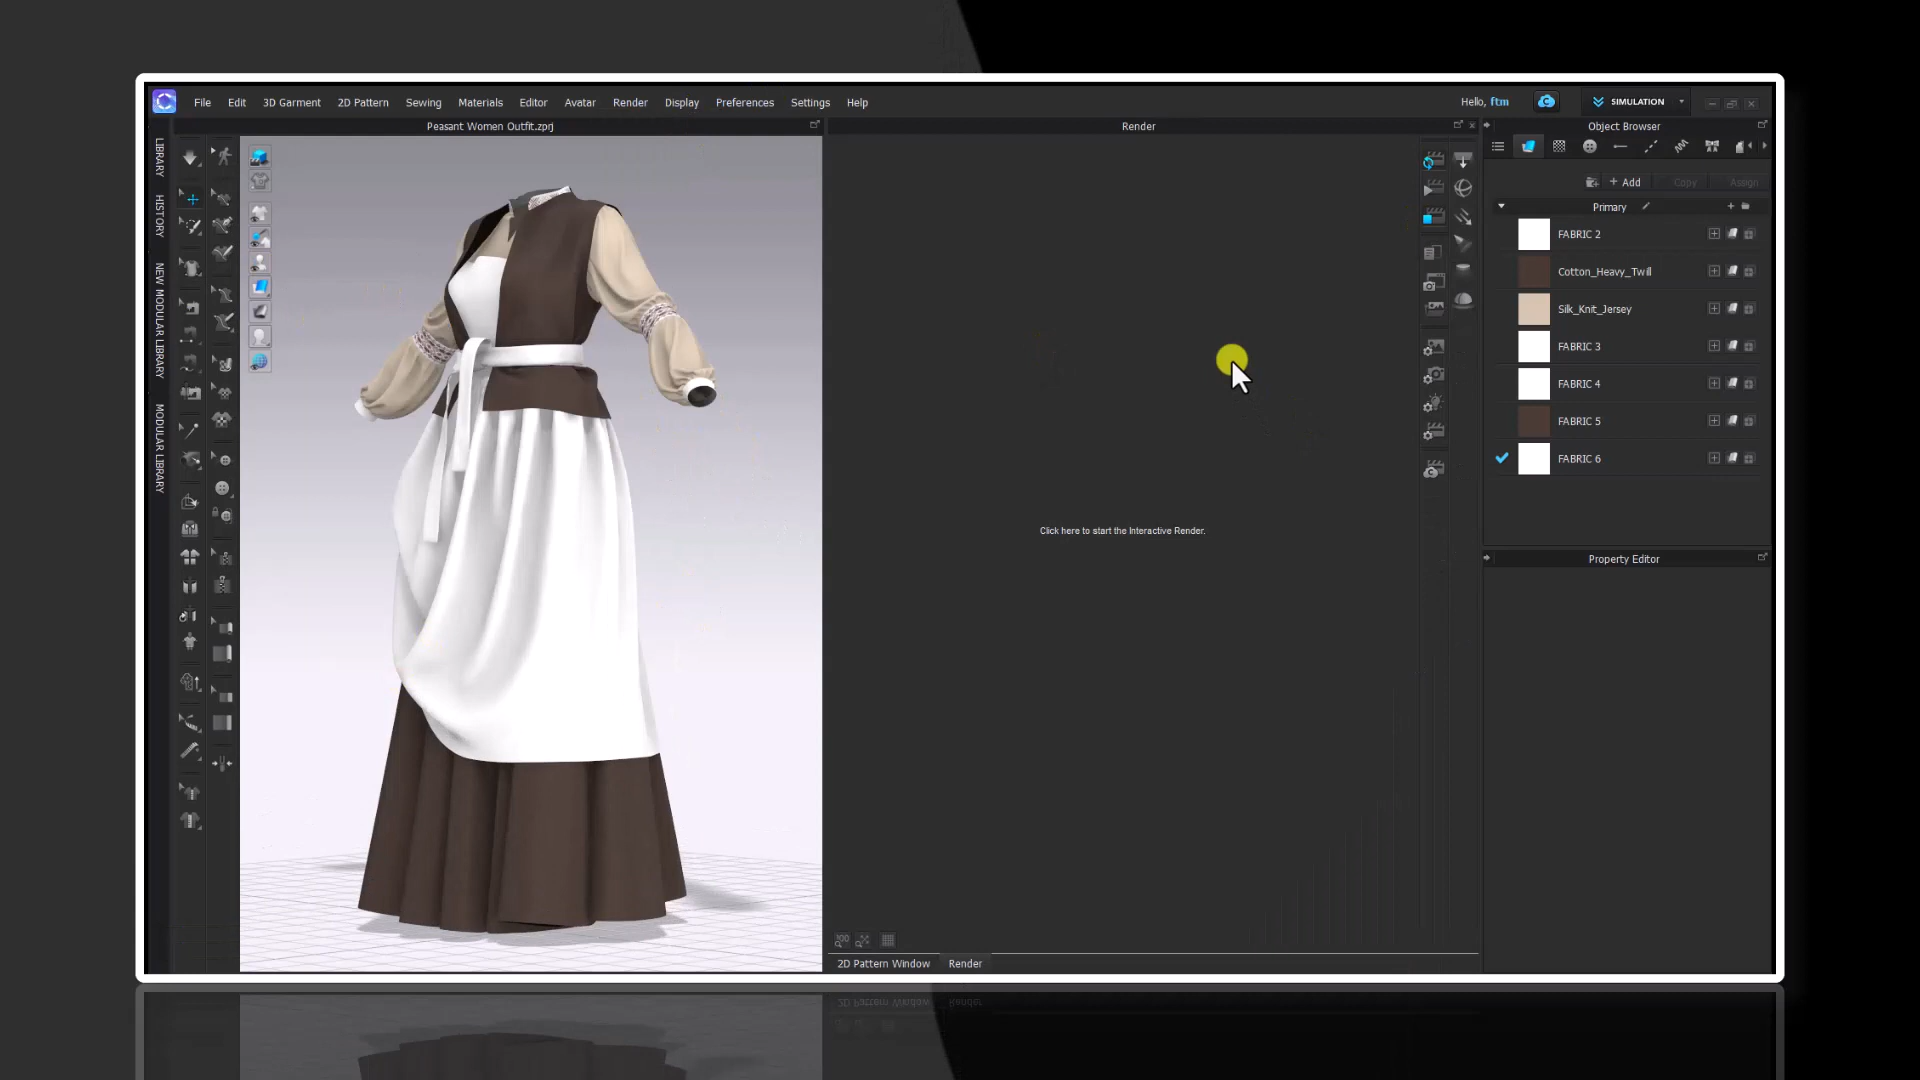 File Edit 3D Garment 2D Pattern Sewing Materials Editor Avatar Render Display Preferences Settings Help
Hello, ftm
SIMULATION
Peasant Women Outfit.zprj
Render
Object Browser
LIBRARY
HISTORY
NEW MODULAR LIBRARY
MODULAR LIBRARY
+ Add Copy Assign
Primary
FABRIC 2
Cotton_Heavy_Twill
Silk_Knit_Jersey
FABRIC 3
FABRIC 4
FABRIC 5
FABRIC 6
Click here to start the Interactive Render.
Property Editor
100
2D Pattern Window Render